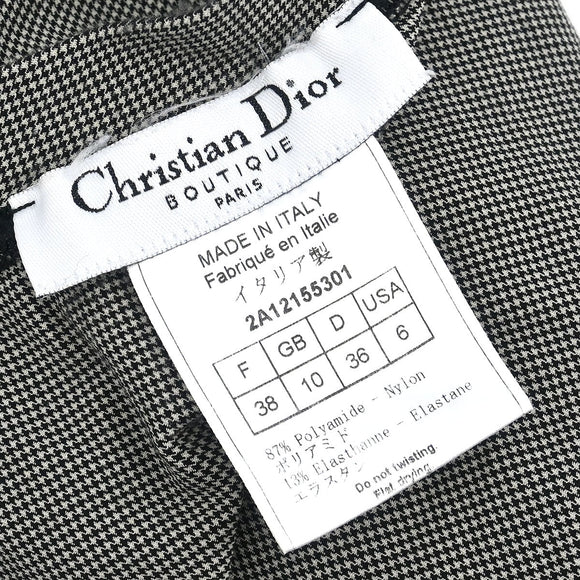 Christian Dior
BOUTIQUE
PARIS
MADE IN ITALY
Fabriqué en Italie
イタリア製
2A12155301
F GB D USA
38 10 36 6
87% Polyamide - Nylon
ポリアミド
13% Elasthanne - Elastane
エラスタン
Do not twisting.
Flat drying